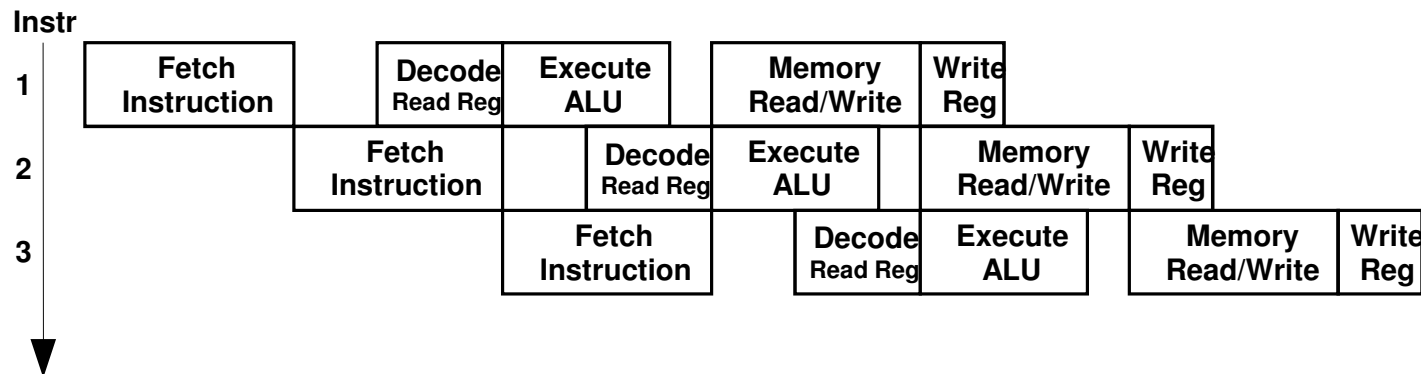 Instr
1
Fetch
Instruction
Decode
Read Reg
Execute
ALU
Memory
Read/Write
Write
Reg
2
Fetch
Instruction
Decode
Read Reg
Execute
ALU
Memory
Read/Write
Write
Reg
3
Fetch
Instruction
Decode
Read Reg
Execute
ALU
Memory
Read/Write
Write
Reg